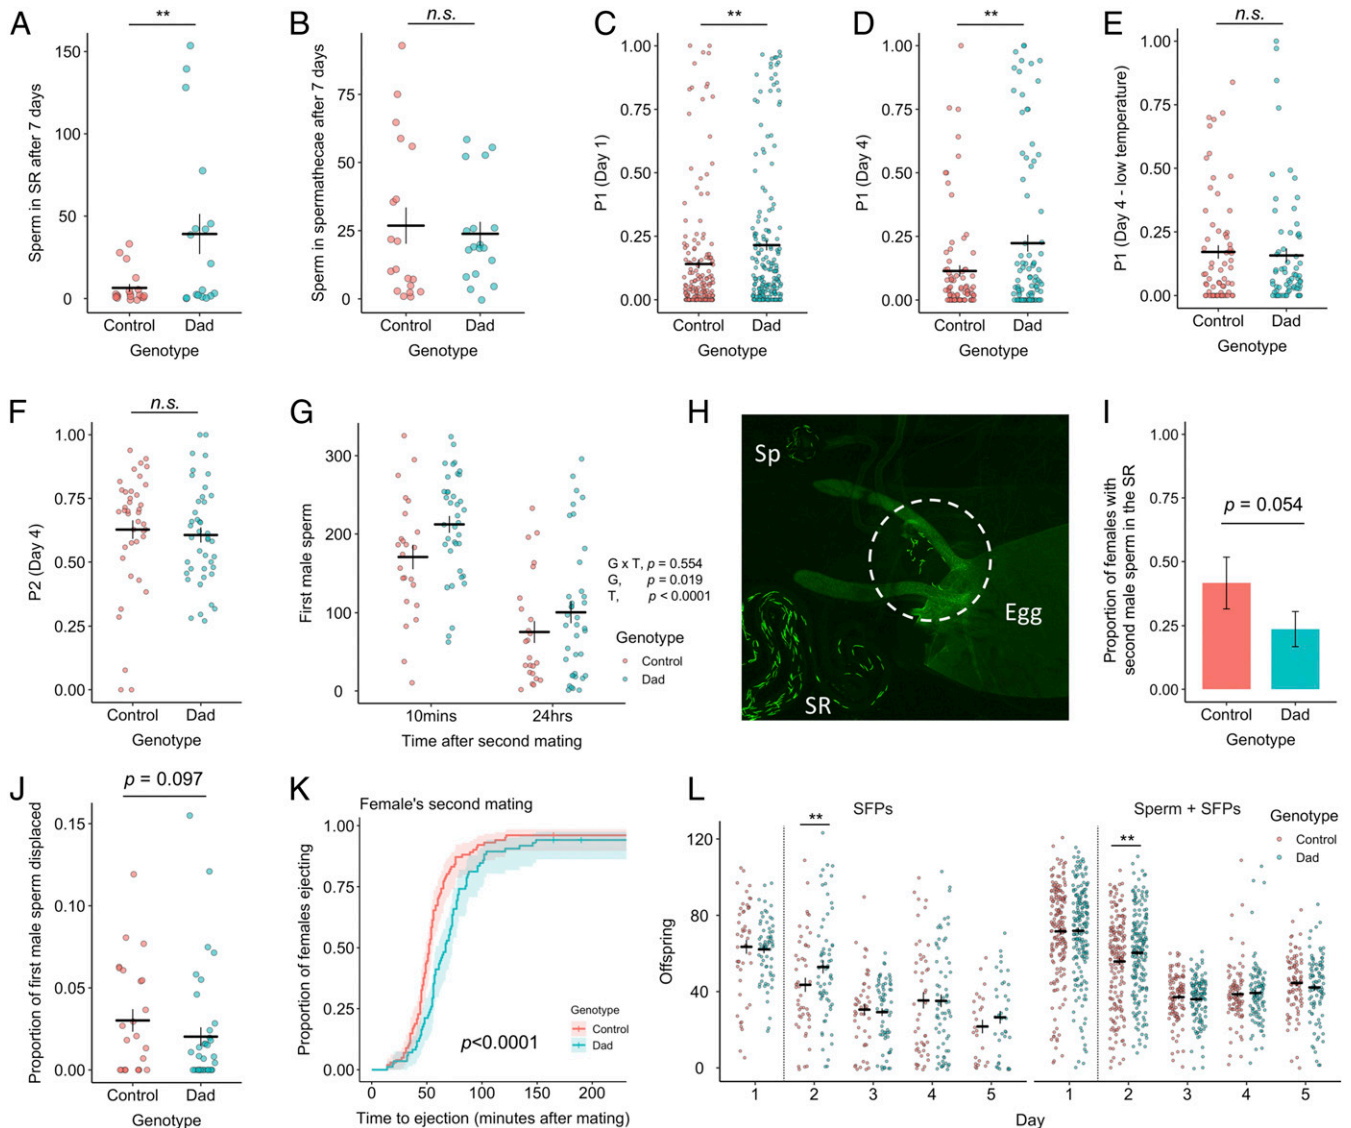 A
**
Sperm in SR after 7 days
150
100
50
0
Control Dad
Genotype
B
n.s.
Sperm in spermathecae after 7 days
75
50
25
0
Control Dad
Genotype
C
**
P1 (Day 1)
1.00
0.75
0.50
0.25
0.00
Control Dad
Genotype
D
**
P1 (Day 4)
1.00
0.75
0.50
0.25
0.00
Control Dad
Genotype
E
n.s.
P1 (Day 4 - low temperature)
1.00
0.75
0.50
0.25
0.00
Control Dad
Genotype
F
n.s.
P2 (Day 4)
1.00
0.75
0.50
0.25
0.00
Control Dad
Genotype
G
First male sperm
300
200
100
0
10mins 24hrs
Time after second mating
G x T, p = 0.554
G, p = 0.019
T, p < 0.0001
Genotype
Control
Dad
H
Sp
Egg
SR
I
p = 0.054
Proportion of females with
second male sperm in the SR
1.00
0.75
0.50
0.25
0.00
Control Dad
Genotype
J
p = 0.097
Proportion of first male sperm displaced
0.15
0.10
0.05
0.00
Control Dad
Genotype
K
Female's second mating
Proportion of females ejecting
1.00
0.75
0.50
0.25
0.00
p<0.0001
Genotype
Control
Dad
0 50 100 150 200
Time to ejection (minutes after mating)
L
SFPs
Sperm + SFPs
Genotype
Control
Dad
**
**
Offspring
120
80
40
0
1 2 3 4 5 1 2 3 4 5
Day